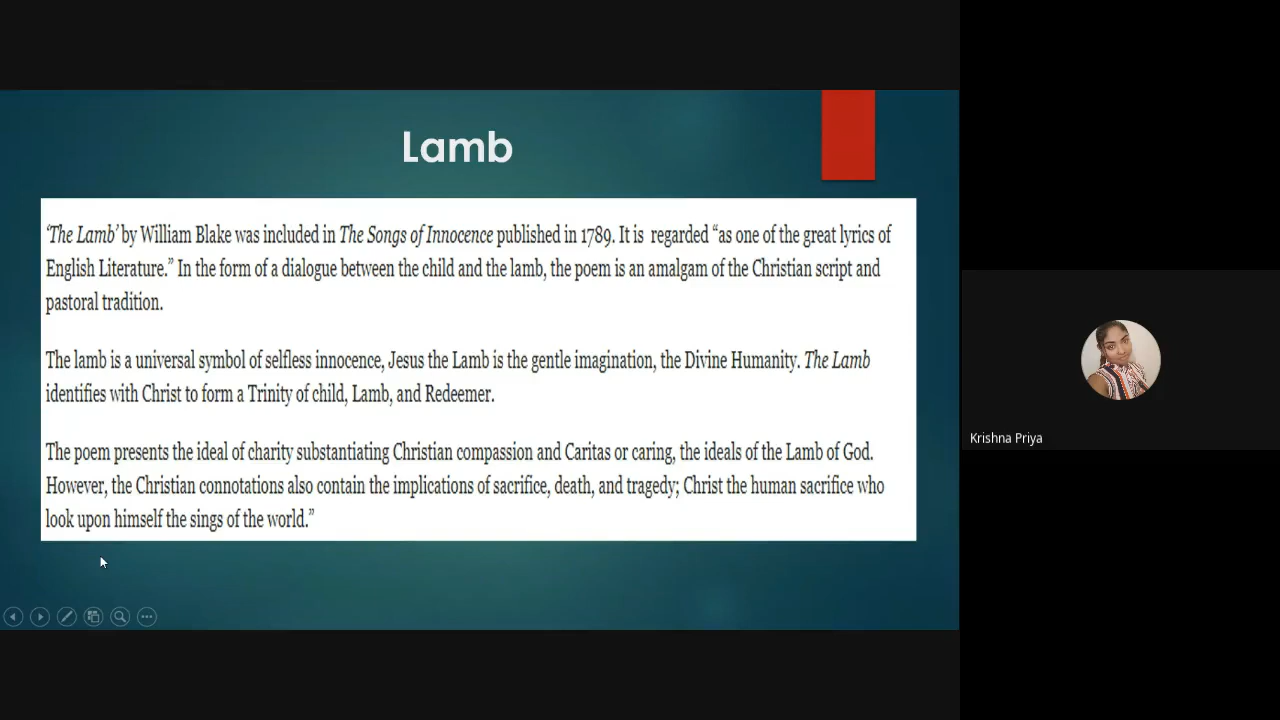 Lamb
‘The Lamb’ by William Blake was included in The Songs of Innocence published in 1789. It is regarded “as one of the great lyrics of
English Literature.” In the form of a dialogue between the child and the lamb, the poem is an amalgam of the Christian script and
pastoral tradition.
The lamb is a universal symbol of selfless innocence, Jesus the Lamb is the gentle imagination, the Divine Humanity. The Lamb
identifies with Christ to form a Trinity of child, Lamb, and Redeemer.
The poem presents the ideal of charity substantiating Christian compassion and Caritas or caring, the ideals of the Lamb of God.
However, the Christian connotations also contain the implications of sacrifice, death, and tragedy; Christ the human sacrifice who
look upon himself the sings of the world.”
Krishna Priya